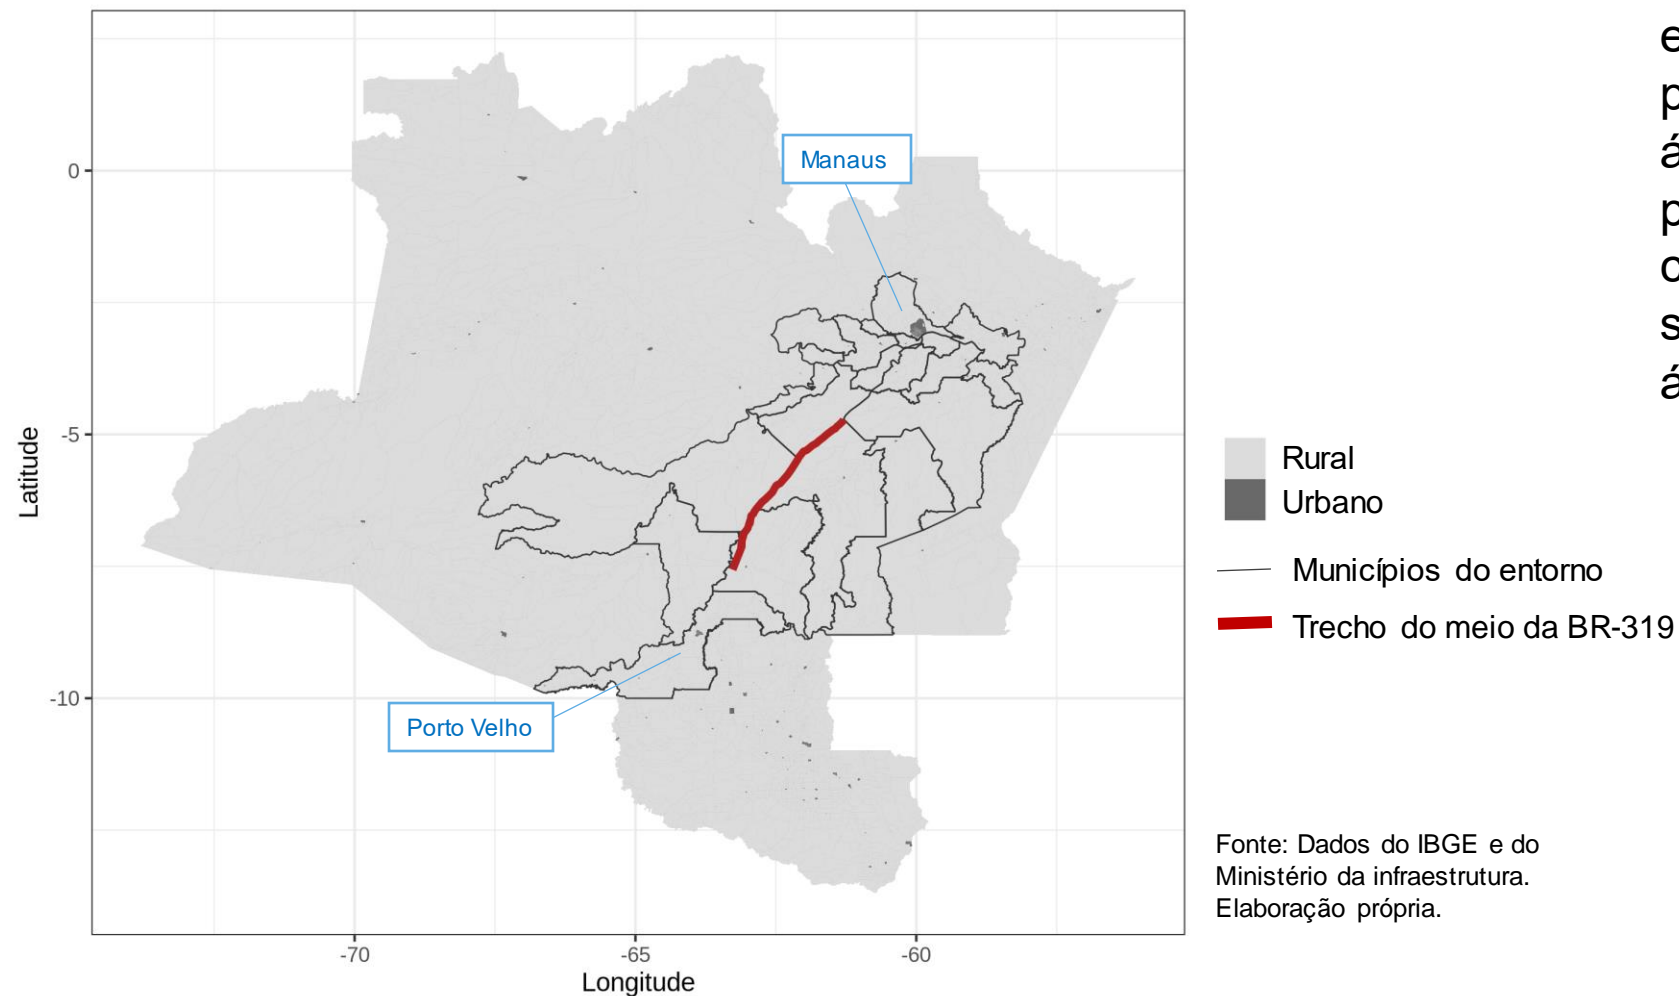 Manaus
0
-5
-10
Latitude
Porto Velho
-70
-65
-60
Longitude
Rural
Urbano
Municípios do entorno
Trecho do meio da BR-319
Fonte: Dados do IBGE e do
Ministério da infraestrutura.
Elaboração própria.